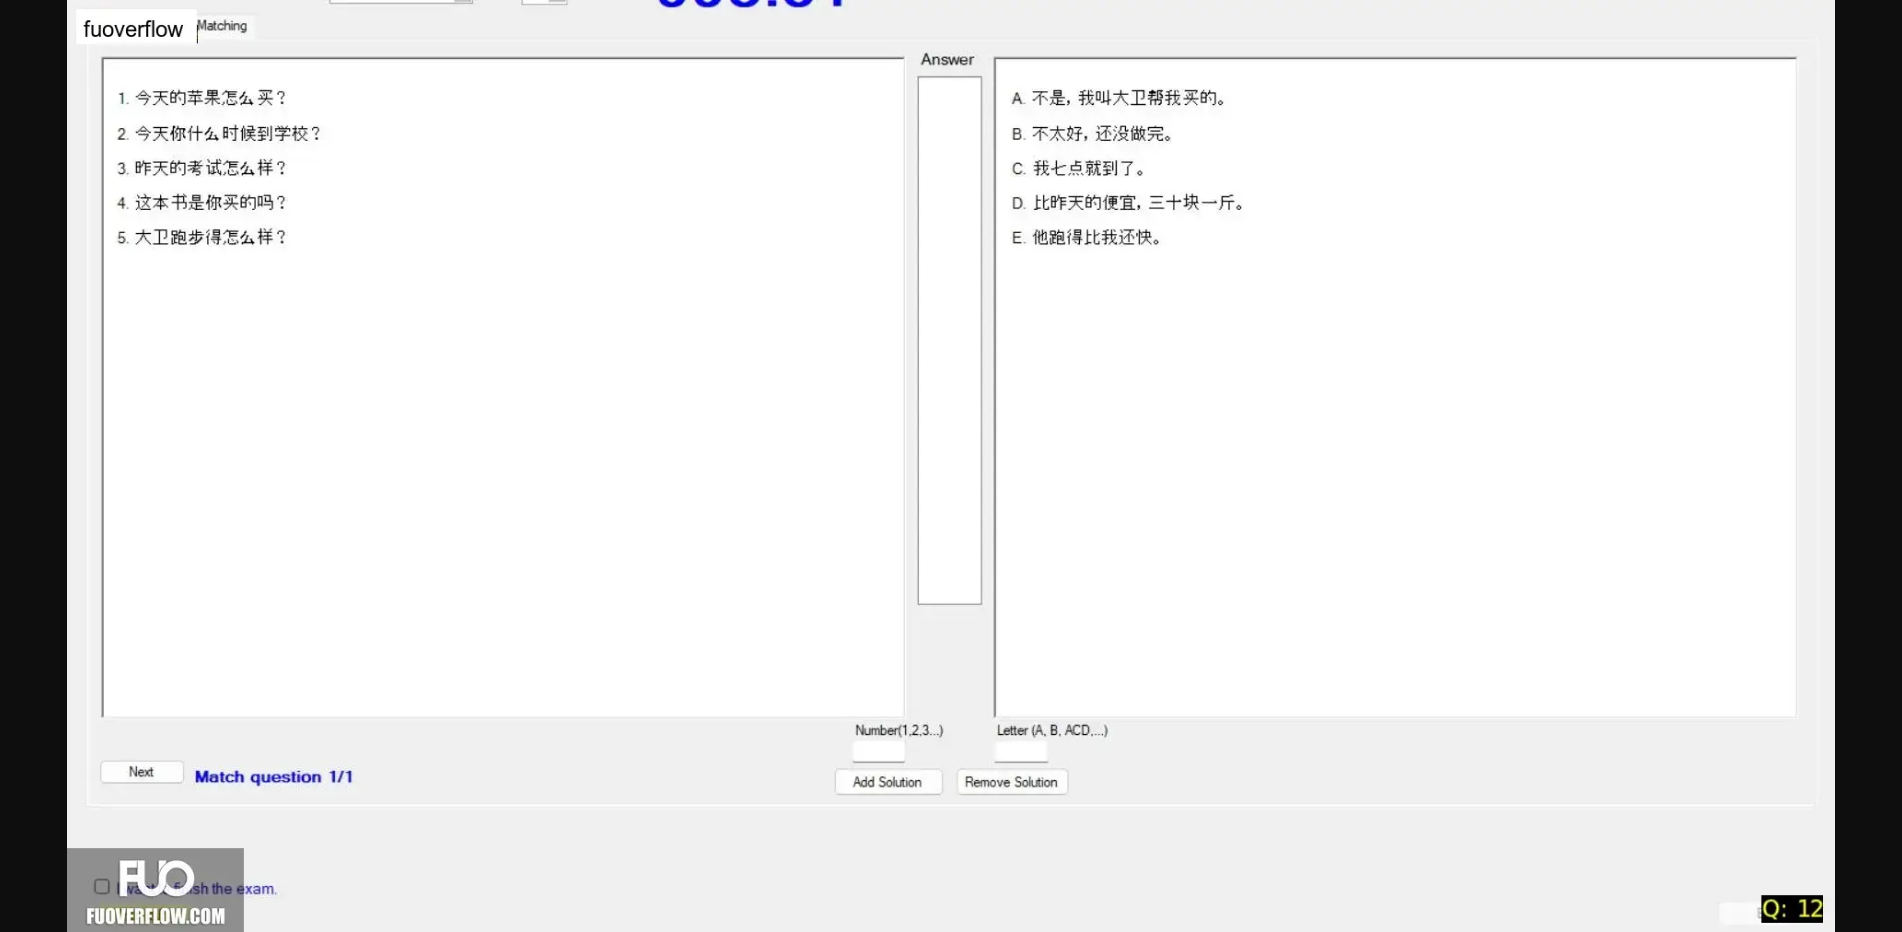 fuoverflow
Matching
Answer
1. 今天的苹果怎么买？
2. 今天你什么时候到学校？
3. 昨天的考试怎么样？
4. 这本书是你买的吗？
5. 大卫跑步得怎么样？
A. 不是, 我叫大卫帮我买的。
B. 不太好, 还没做完。
C. 我七点就到了。
D. 比昨天的便宜, 三十块一斤。
E. 他跑得比我还快。
Number(1,2,3...)
Letter (A, B, ACD,...)
Next
Match question 1/1
Add Solution
Remove Solution
FUO
the exam.
FUOVERFLOW.COM
Q: 12